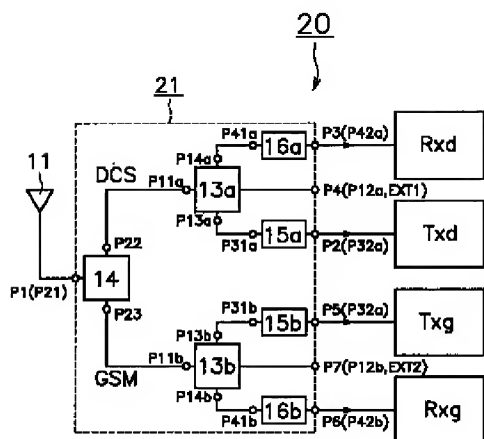 20
21
11
DCS
P11a
P14a
P41a
16a
P3(P42a)
Rxd
13a
P4(P12a,EXT1)
P13a
P31a
15a
P2(P32a)
Txd
P22
14
P1(P21)
P23
GSM
P11b
P13b
P31b
15b
P5(P32a)
Txg
13b
P7(P12b,EXT2)
P14b
P41b
16b
P6(P42b)
Rxg